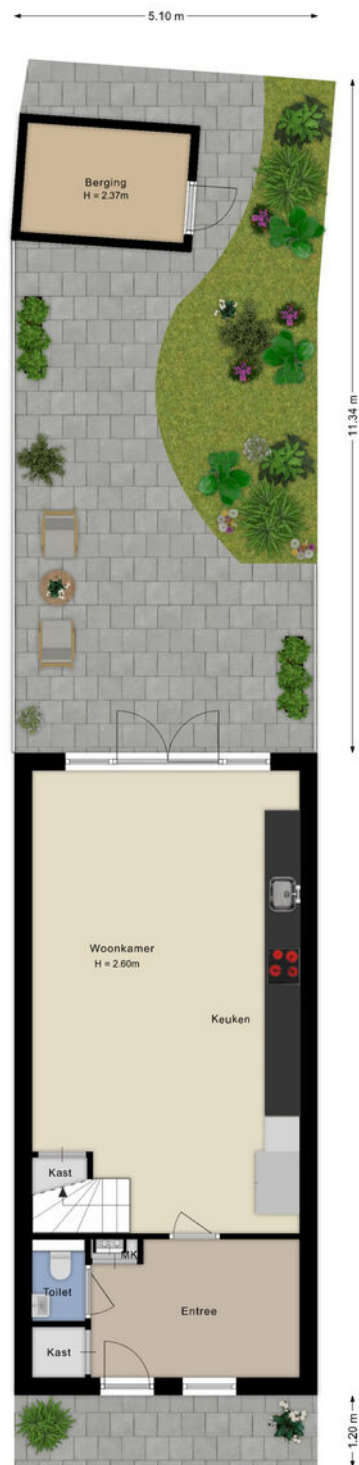 5.10 m
Berging
H = 2.37m
11.34 m
Woonkamer
H = 2.60m
Keuken
Kast
MK
Toilet
Entree
Kast
1.20 m